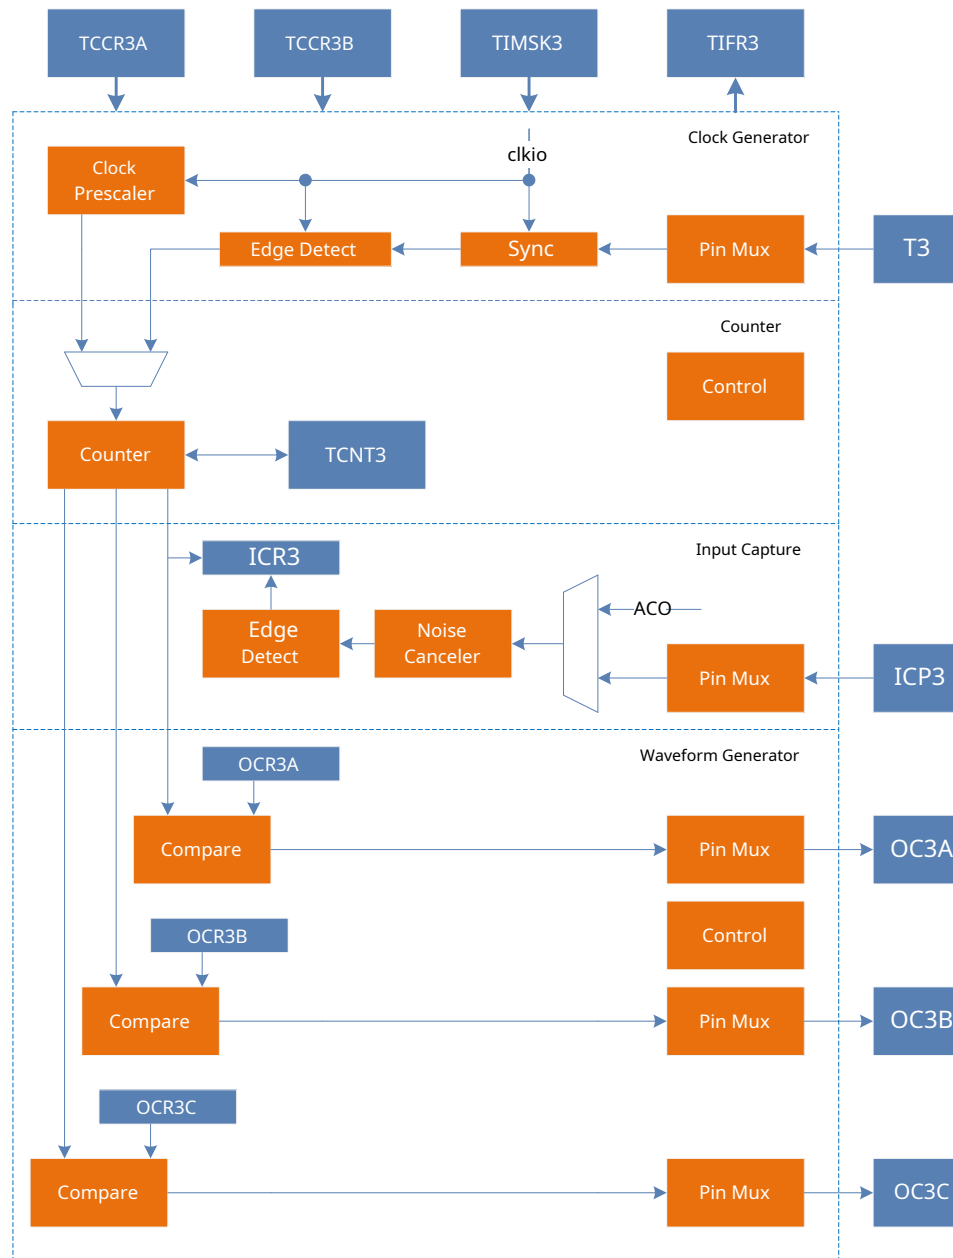 TCCR3A
TCCR3B
TIMSK3
TIFR3
Clock Generator
clkio
Clock
Prescaler
Edge Detect
Sync
Pin Mux
T3
Counter
Control
Counter
TCNT3
Input Capture
ICR3
ACO
Edge
Detect
Noise
Canceler
Pin Mux
ICP3
Waveform Generator
OCR3A
Compare
Pin Mux
OC3A
Control
OCR3B
Compare
Pin Mux
OC3B
OCR3C
Compare
Pin Mux
OC3C